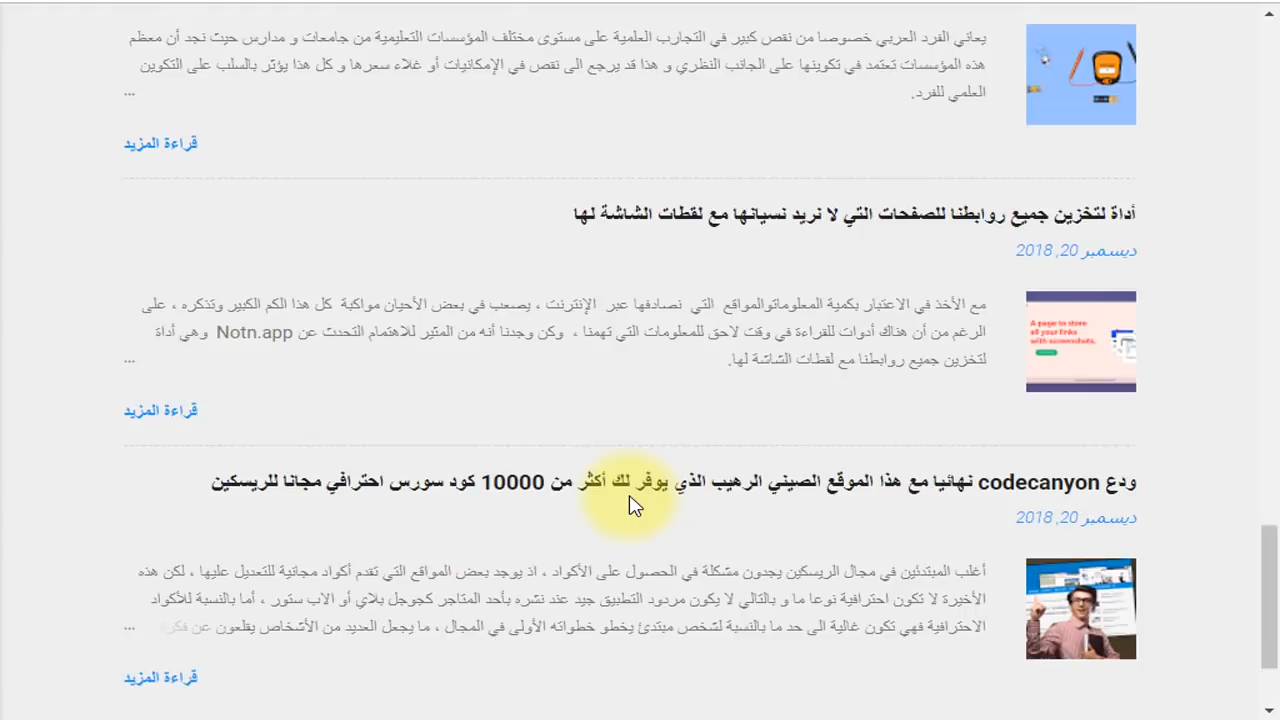 يعاني الفرد العربي خصوصا من نقص كبير في التجارب العلمية على مستوى مختلف المؤسسات التعليمية من جامعات و مدارس حيث نجد أن معظم
هذه المؤسسات تعتمد في تكوينها على الجانب النظري و هذا قد يرجع الى نقص في الإمكانيات أو غلاء سعرها و كل هذا يؤثر بالسلب على التكوين
العلمي للفرد. ...
قراءة المزيد
أداة لتخزين جميع روابطنا للصفحات التي لا نريد نسيانها مع لقطات الشاشة لها
ديسمبر 20, 2018
مع الأخذ في الاعتبار بكمية المعلوماتوالمواقع التي نصادفها عبر الإنترنت ، يصعب في بعض الأحيان مواكبة كل هذا الكم الكبير وتذكره ، على
الرغم من أن هناك أدوات للقراءة في وقت لاحق للمعلومات التي تهمنا ، وكن وجدنا أنه من المثير للاهتمام التحدث عن Notn.app وهي أداة
لتخزين جميع روابطنا مع لقطات الشاشة لها. ...
A page to store
all your links
with screenshots.
قراءة المزيد
ودع codecanyon نهائيا مع هذا الموقع الصيني الرهيب الذي يوفر لك أكثر من 10000 كود سورس احترافي مجانا للريسكين
ديسمبر 20, 2018
أغلب المبتدئين في مجال الريسكين يجدون مشكلة في الحصول على الأكواد ، اذ يوجد بعض المواقع التي تقدم أكواد مجانية للتعديل عليها ، لكن هذه
الأخيرة لا تكون احترافية نوعا ما و بالتالي لا يكون مردود التطبيق جيد عند نشره بأحد المتاجر كجوجل بلاي او الاب ستور ، أما بالنسبة للأكواد
الاحترافية فهي تكون غالية الى حد ما بالنسبة لشخص مبتدئ يخطو خطواته الأولى في المجال ، ما يجعل العديد من الأشخاص يقلعون عن فكرة ...
قراءة المزيد